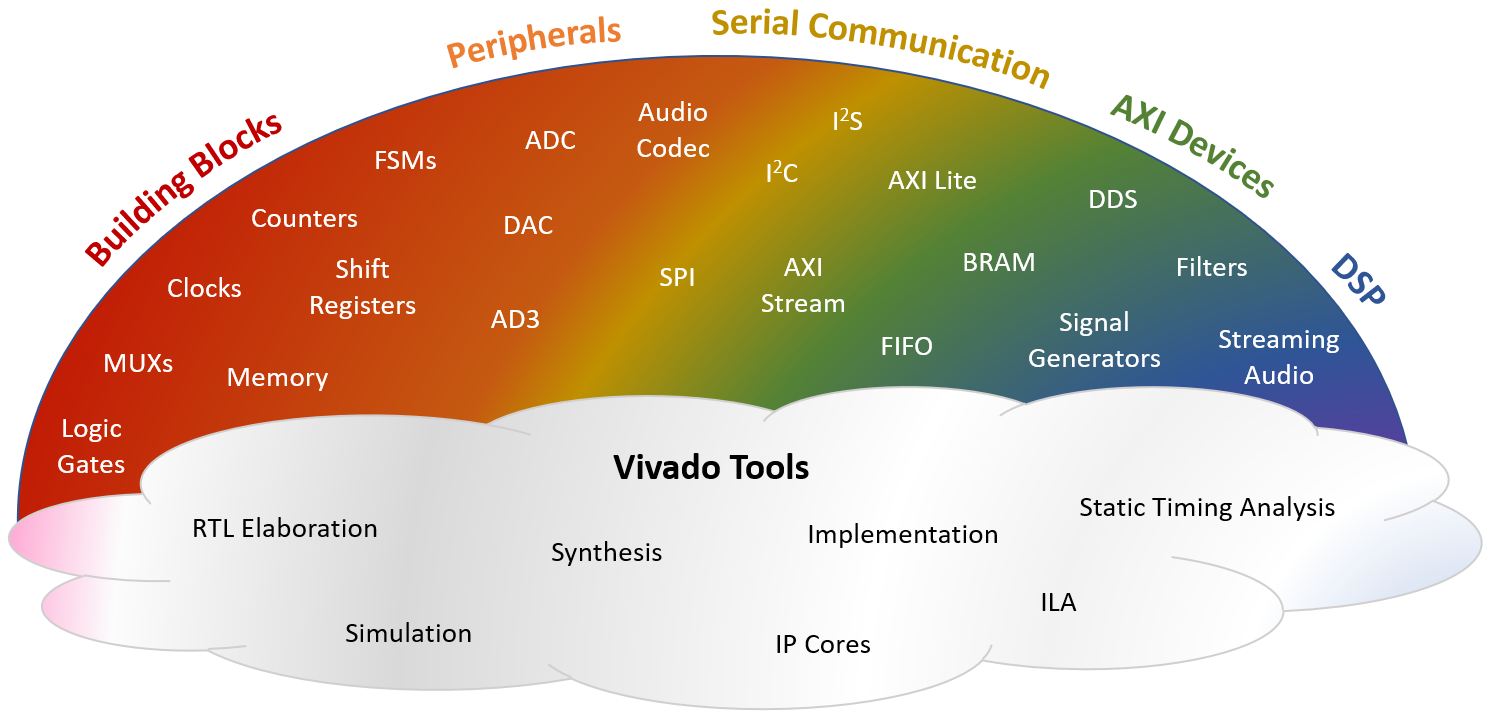 Building Blocks
Peripherals
Serial Communication
AXI Devices
DSP
Logic
Gates
MUXs
Clocks
Counters
FSMs
Memory
Shift
Registers
ADC
DAC
AD3
Audio
Codec
I²S
I²C
SPI
AXI Lite
AXI
Stream
FIFO
BRAM
DDS
Signal
Generators
Filters
Streaming
Audio
Vivado Tools
RTL Elaboration
Synthesis
Implementation
Static Timing Analysis
Simulation
IP Cores
ILA